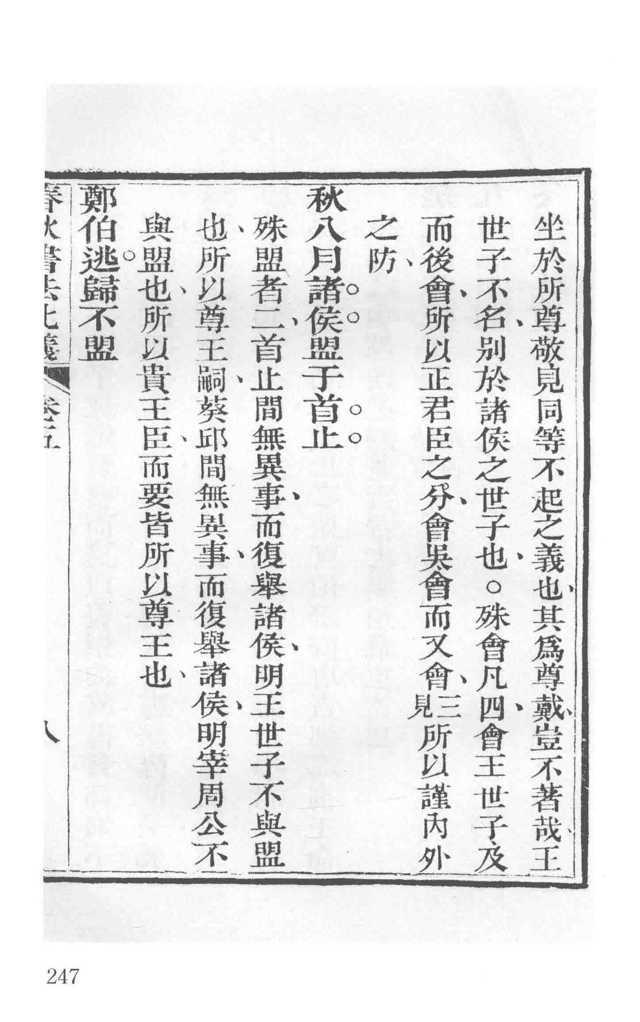 坐於所尊敬見同等不起之義也其為尊戴豈不著哉王
世子不名别於諸侯之世子也○殊會凡四會王世子及
而後會所以正君臣之分會吳會而又會三見所以謹內外
之防
秋八月諸侯盟于首止
殊盟者二首止間無異事而復舉諸侯明王世子不與盟
也所以尊王嗣葵邱間無異事而復舉諸侯明宰周公不
與盟也所以貴王臣而要皆所以尊王也
鄭伯逃歸不盟
春秋書法比義 卷五 八
247